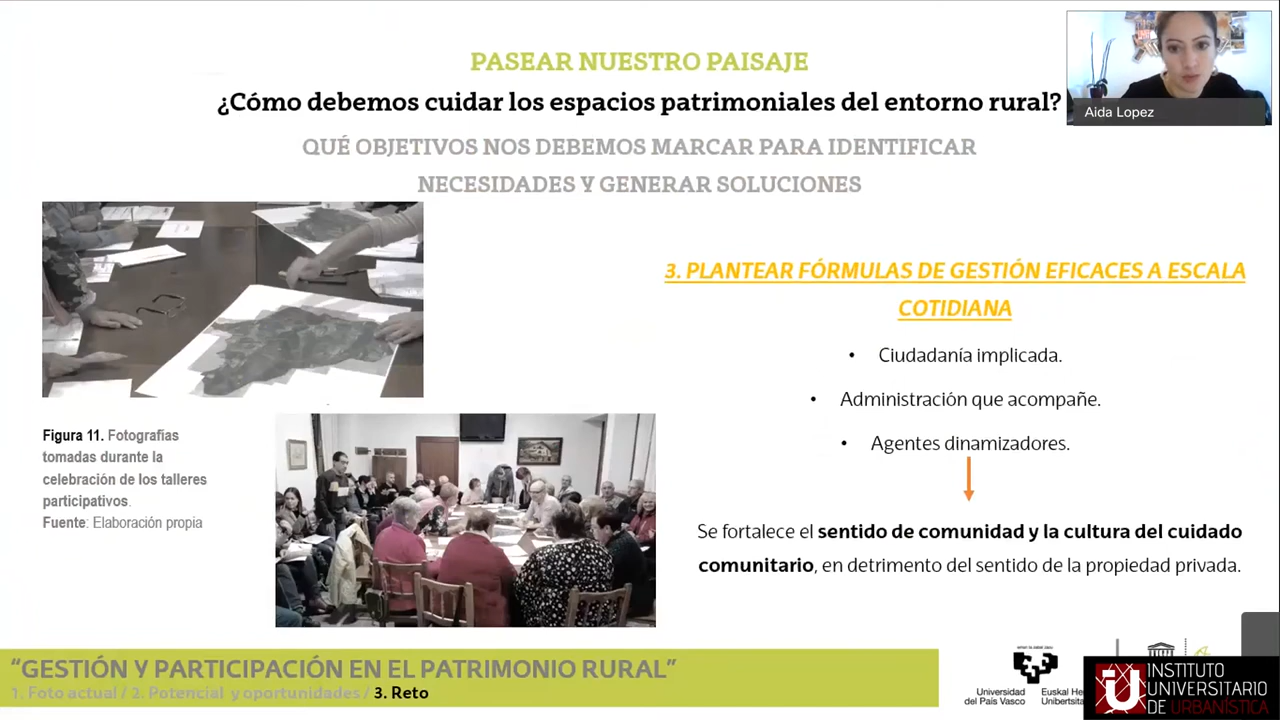 PASEAR NUESTRO PAISAJE
¿Cómo debemos cuidar los espacios patrimoniales del entorno rural?
QUÉ OBJETIVOS NOS DEBEMOS MARCAR PARA IDENTIFICAR
NECESIDADES Y GENERAR SOLUCIONES
Aida Lopez
3. PLANTEAR FÓRMULAS DE GESTIÓN EFICACES A ESCALA
COTIDIANA
• Ciudadanía implicada.
• Administración que acompañe.
• Agentes dinamizadores.
Se fortalece el sentido de comunidad y la cultura del cuidado
comunitario, en detrimento del sentido de la propiedad privada.
Figura 11. Fotografías
tomadas durante la
celebración de los talleres
participativos.
Fuente: Elaboración propia
“GESTIÓN Y PARTICIPACIÓN EN EL PATRIMONIO RURAL”
1. Foto actual / 2. Potencial y oportunidades / 3. Reto
Universidad
del País Vasco
Euskal He
Unibertsita
INSTITUTO
UNIVERSITARIO
DE URBANÍSTICA